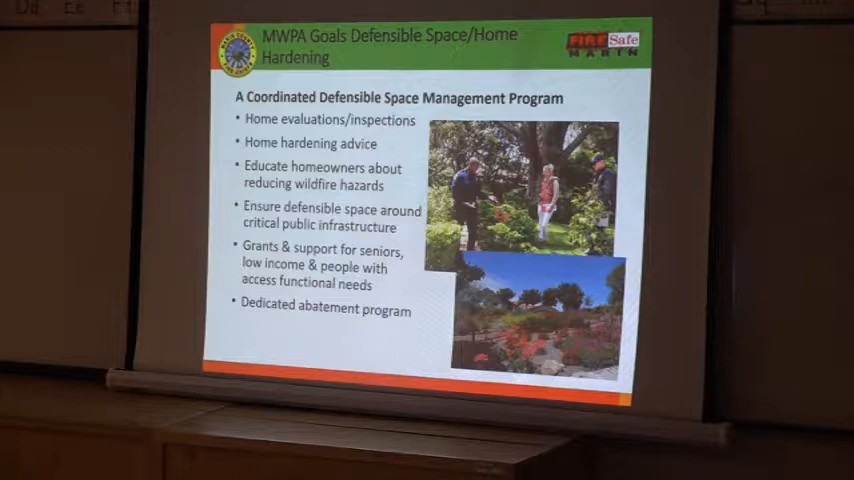 Dd Ee
MWPA Goals Defensible Space/Home
Hardening
FIRE Safe
MARIN
A Coordinated Defensible Space Management Program
• Home evaluations/inspections
• Home hardening advice
• Educate homeowners about
reducing wildfire hazards
• Ensure defensible space around
critical public infrastructure
• Grants & support for seniors,
low income & people with
access functional needs
• Dedicated abatement program